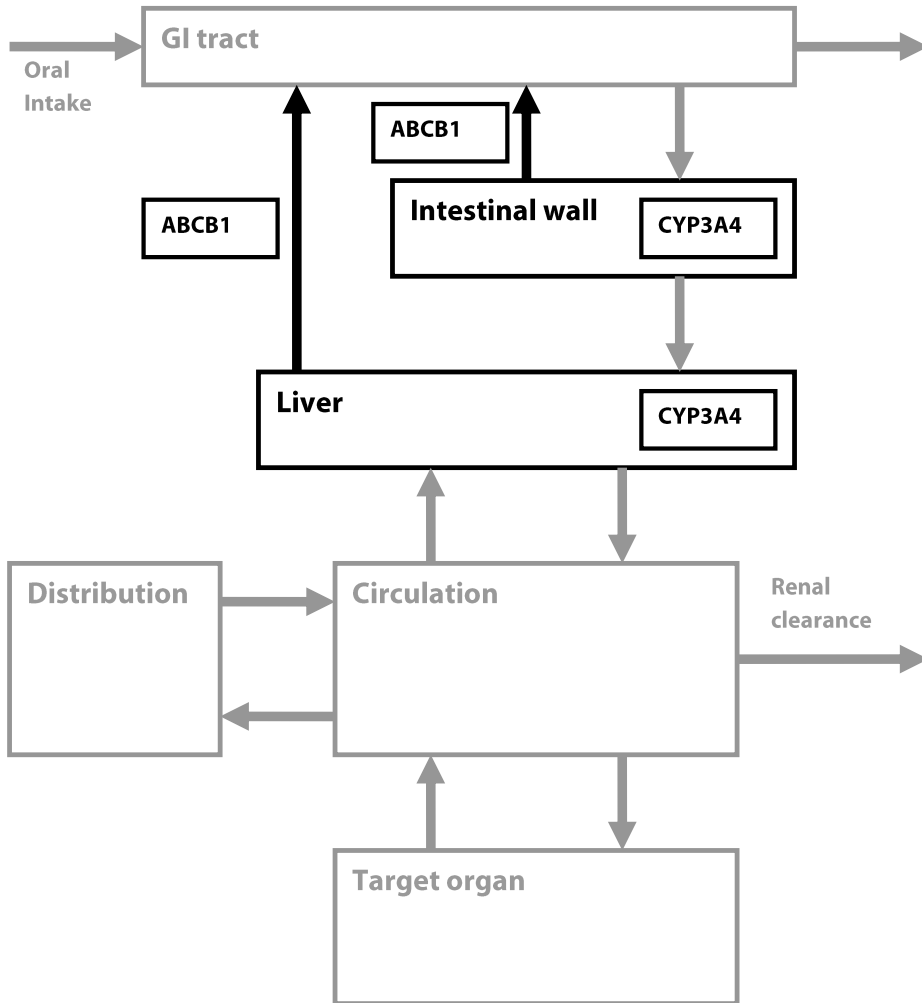 GI tract
Oral
Intake
ABCB1
ABCB1
Intestinal wall
CYP3A4
Liver
CYP3A4
Distribution
Circulation
Renal
clearance
Target organ